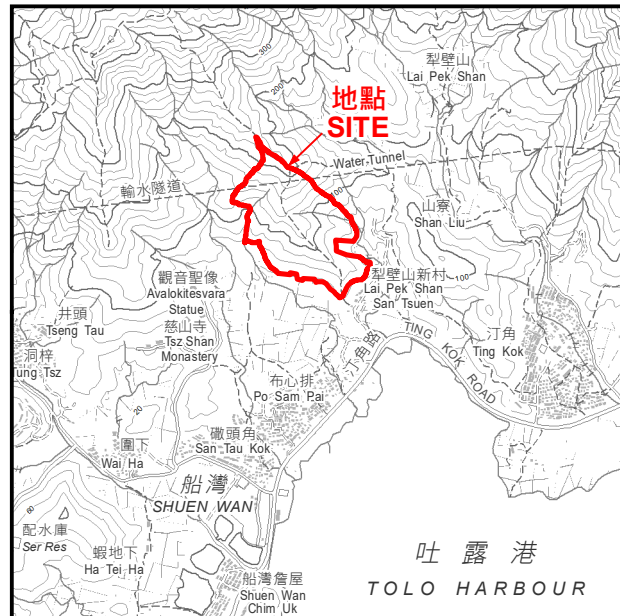 300
200
犁壁山
Lai Pek Shan
地點
SITE
Water Tunnel
輸水隧道
100
山寮
Shan Liu
觀音聖像
Avalokitesvara
Statue
犁壁山新村
Lai Pek Shan
San Tsuen
100
井頭
Tseng Tau
慈山寺
Tsz Shan
Monastery
洞梓
Tung Tsz
汀角路
TING KOK ROAD
汀角
Ting Kok
布心排
Po Sam Pai
20
圍下
Wai Ha
䃟頭角
San Tau Kok
船灣
SHUEN WAN
60
配水庫
Ser Res
蝦地下
Ha Tei Ha
吐露港
TOLO HARBOUR
船灣詹屋
Shuen Wan
Chim Uk